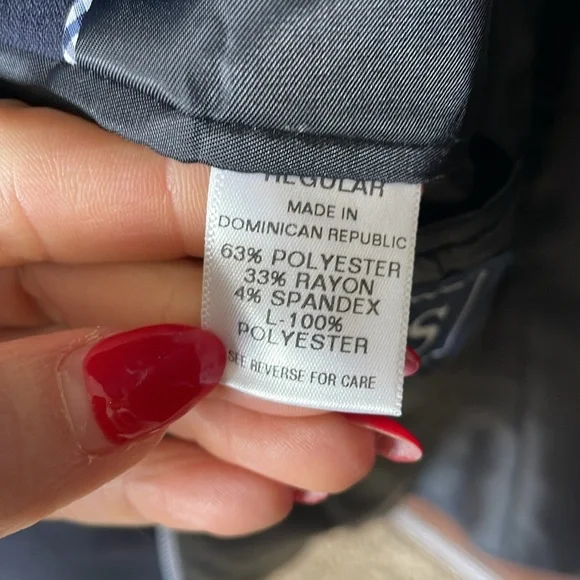 REGULAR
MADE IN
DOMINICAN REPUBLIC
63% POLYESTER
33% RAYON
4% SPANDEX
L-100%
POLYESTER
SEE REVERSE FOR CARE
S